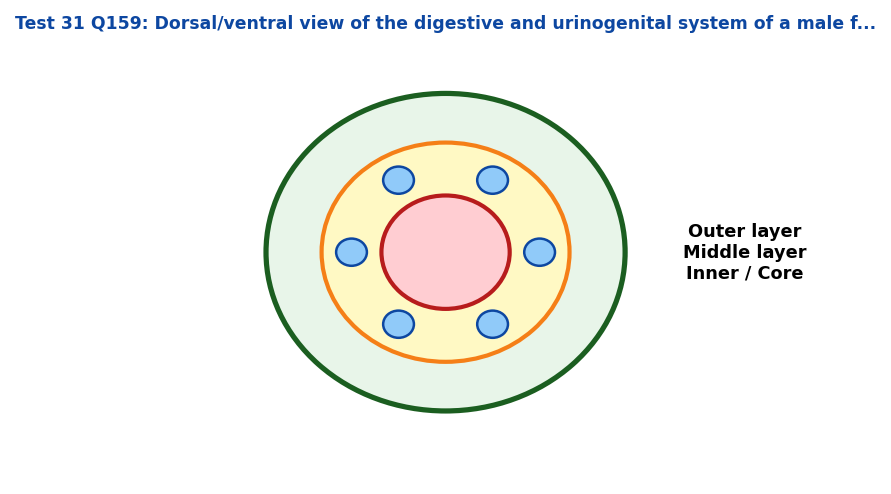 Test 31 Q159: Dorsal/ventral view of the digestive and urinogenital system of a male f...
Outer layer
Middle layer
Inner / Core